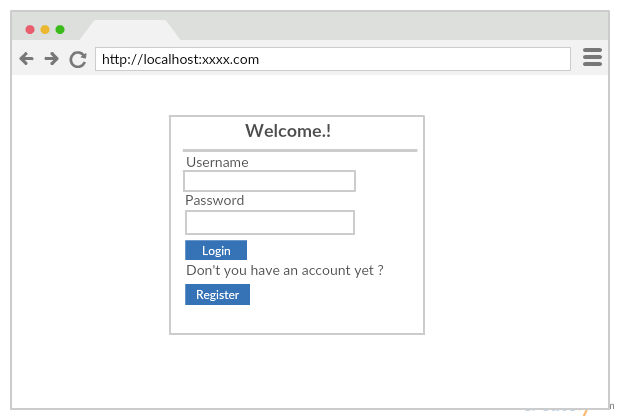 http://localhost:xxxx.com
Welcome.!
Username
Password
Login
Don't you have an account yet ?
Register